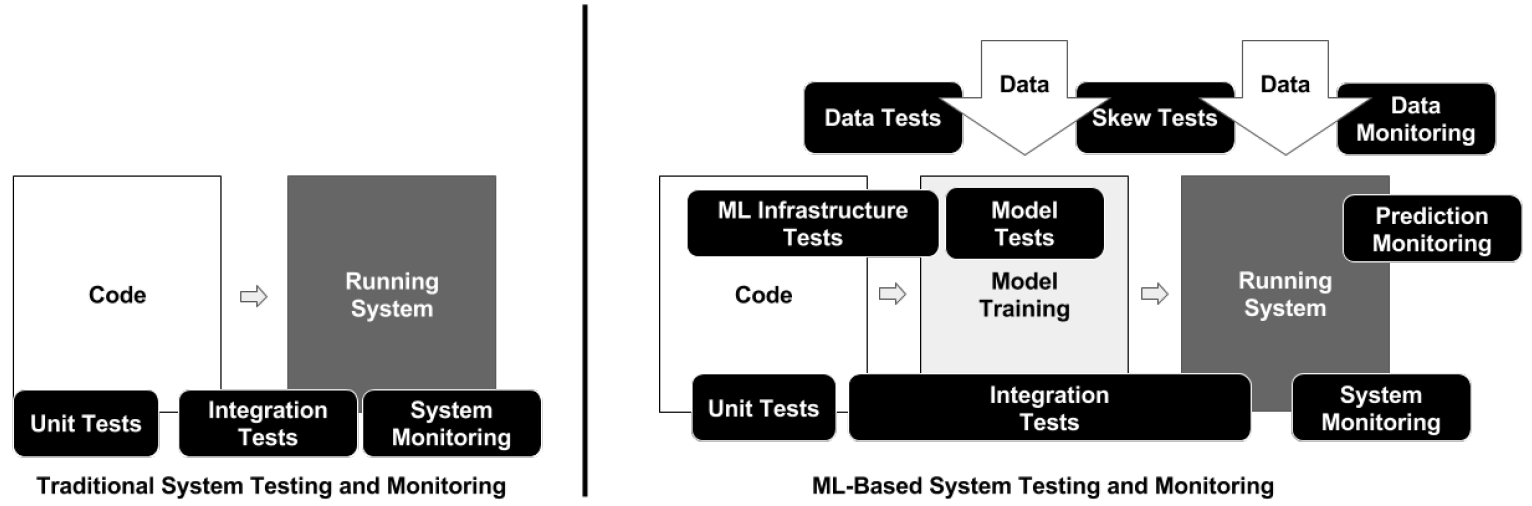 Code
Running
System
Unit Tests
Integration
Tests
System
Monitoring
Traditional System Testing and Monitoring
Data
Data
Data Tests
Skew Tests
Data
Monitoring
ML Infrastructure
Tests
Model
Tests
Prediction
Monitoring
Code
Model
Training
Running
System
Unit Tests
Integration
Tests
System
Monitoring
ML-Based System Testing and Monitoring